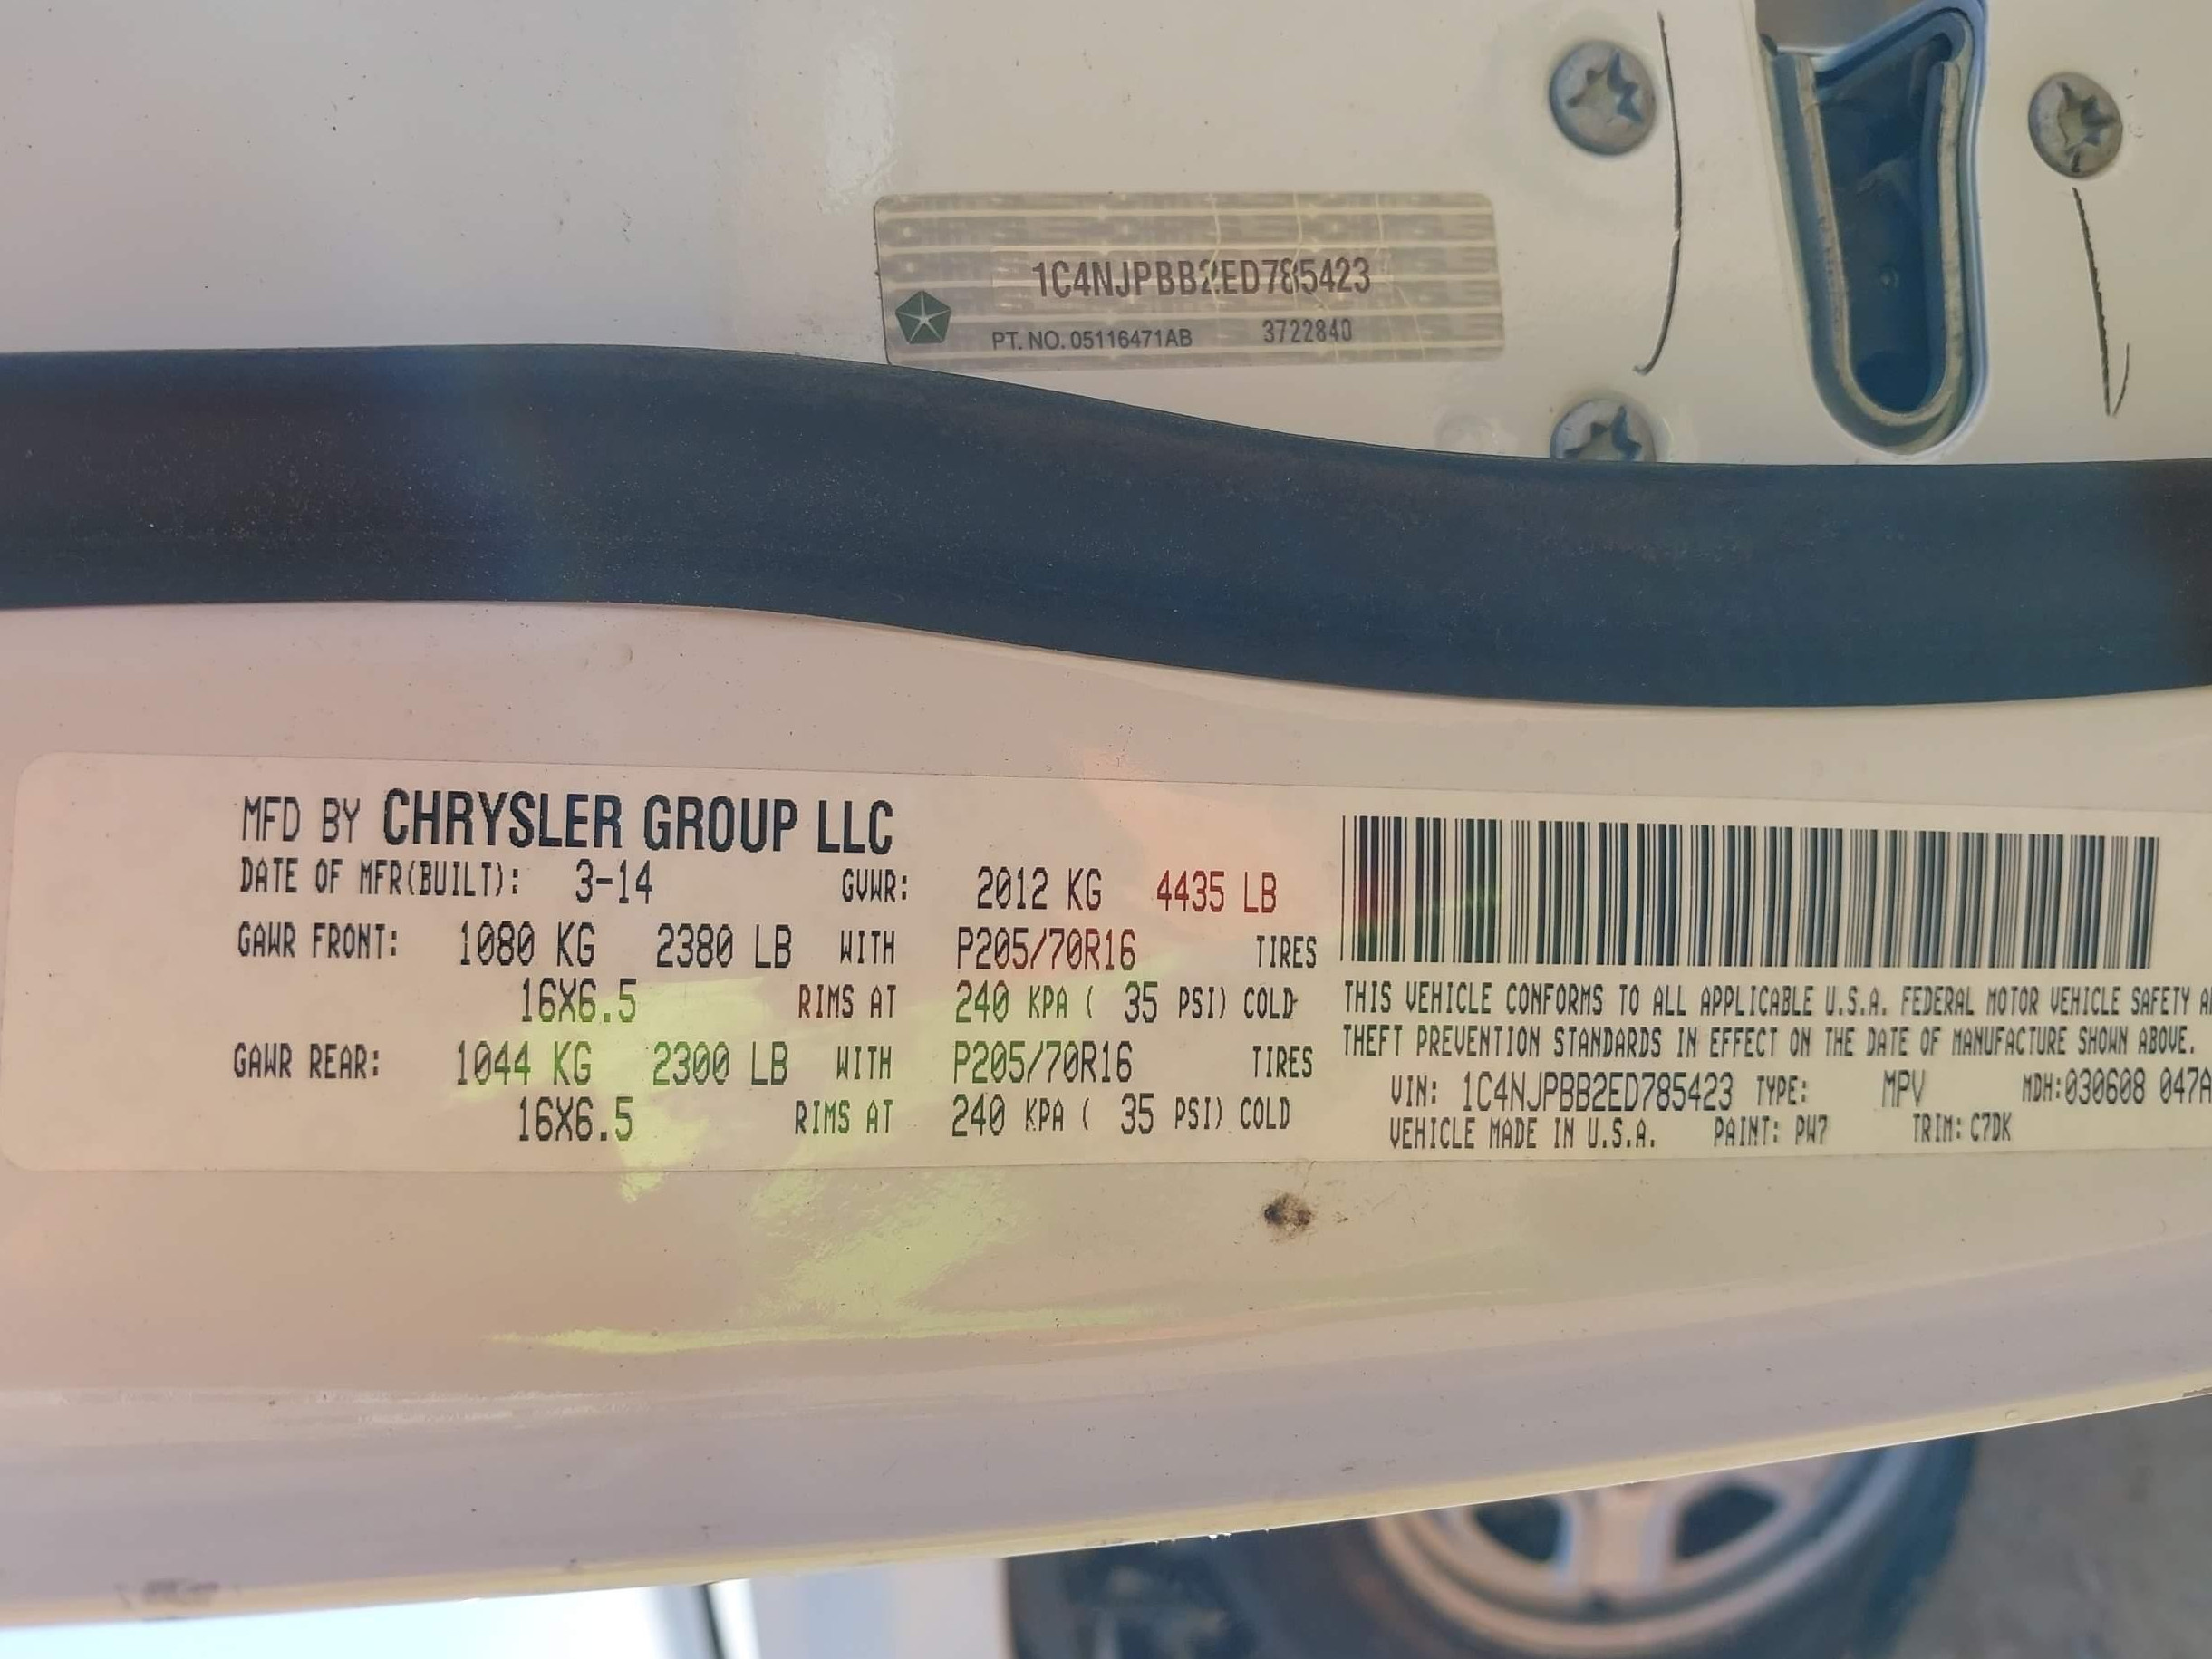 1C4NJPBB2ED785423
PT. NO. 05116471AB 3722840
MFD BY CHRYSLER GROUP LLC
DATE OF MFR(BUILT): 3-14 GVWR: 2012 KG 4435 LB
GAWR FRONT: 1080 KG 2380 LB WITH P205/70R16 TIRES
16X6.5 RIMS AT 240 KPA ( 35 PSI) COLD
GAWR REAR: 1044 KG 2300 LB WITH P205/70R16 TIRES
16X6.5 RIMS AT 240 KPA ( 35 PSI) COLD
THIS VEHICLE CONFORMS TO ALL APPLICABLE U.S.A. FEDERAL MOTOR VEHICLE SAFETY
THEFT PREVENTION STANDARDS IN EFFECT ON THE DATE OF MANUFACTURE SHOWN ABOVE.
VIN: 1C4NJPBB2ED785423 TYPE: MPV MDH:030608 047A
VEHICLE MADE IN U.S.A. PAINT: PW7 TRIM: C7DK